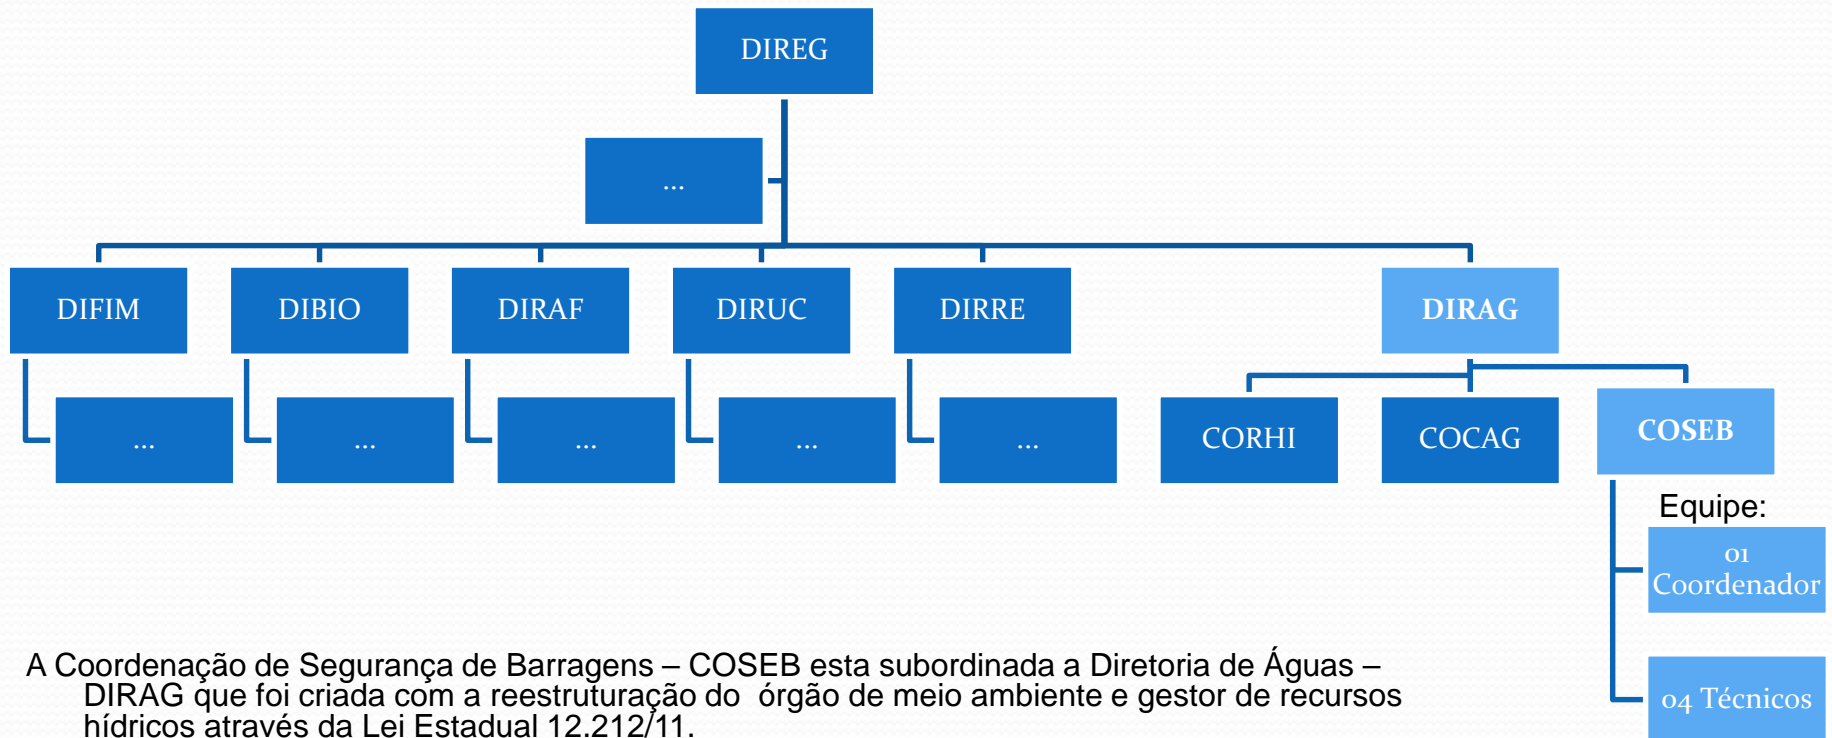 DIREG
...
DIFIM
DIBIO
DIRAF
DIRUC
DIRRE
DIRAG
...
...
...
...
...
CORHI
COCAG
COSEB
Equipe:
01
Coordenador
04 Técnicos
A Coordenação de Segurança de Barragens – COSEB esta subordinada a Diretoria de Águas –
DIRAG que foi criada com a reestruturação do órgão de meio ambiente e gestor de recursos
hídricos através da Lei Estadual 12.212/11.